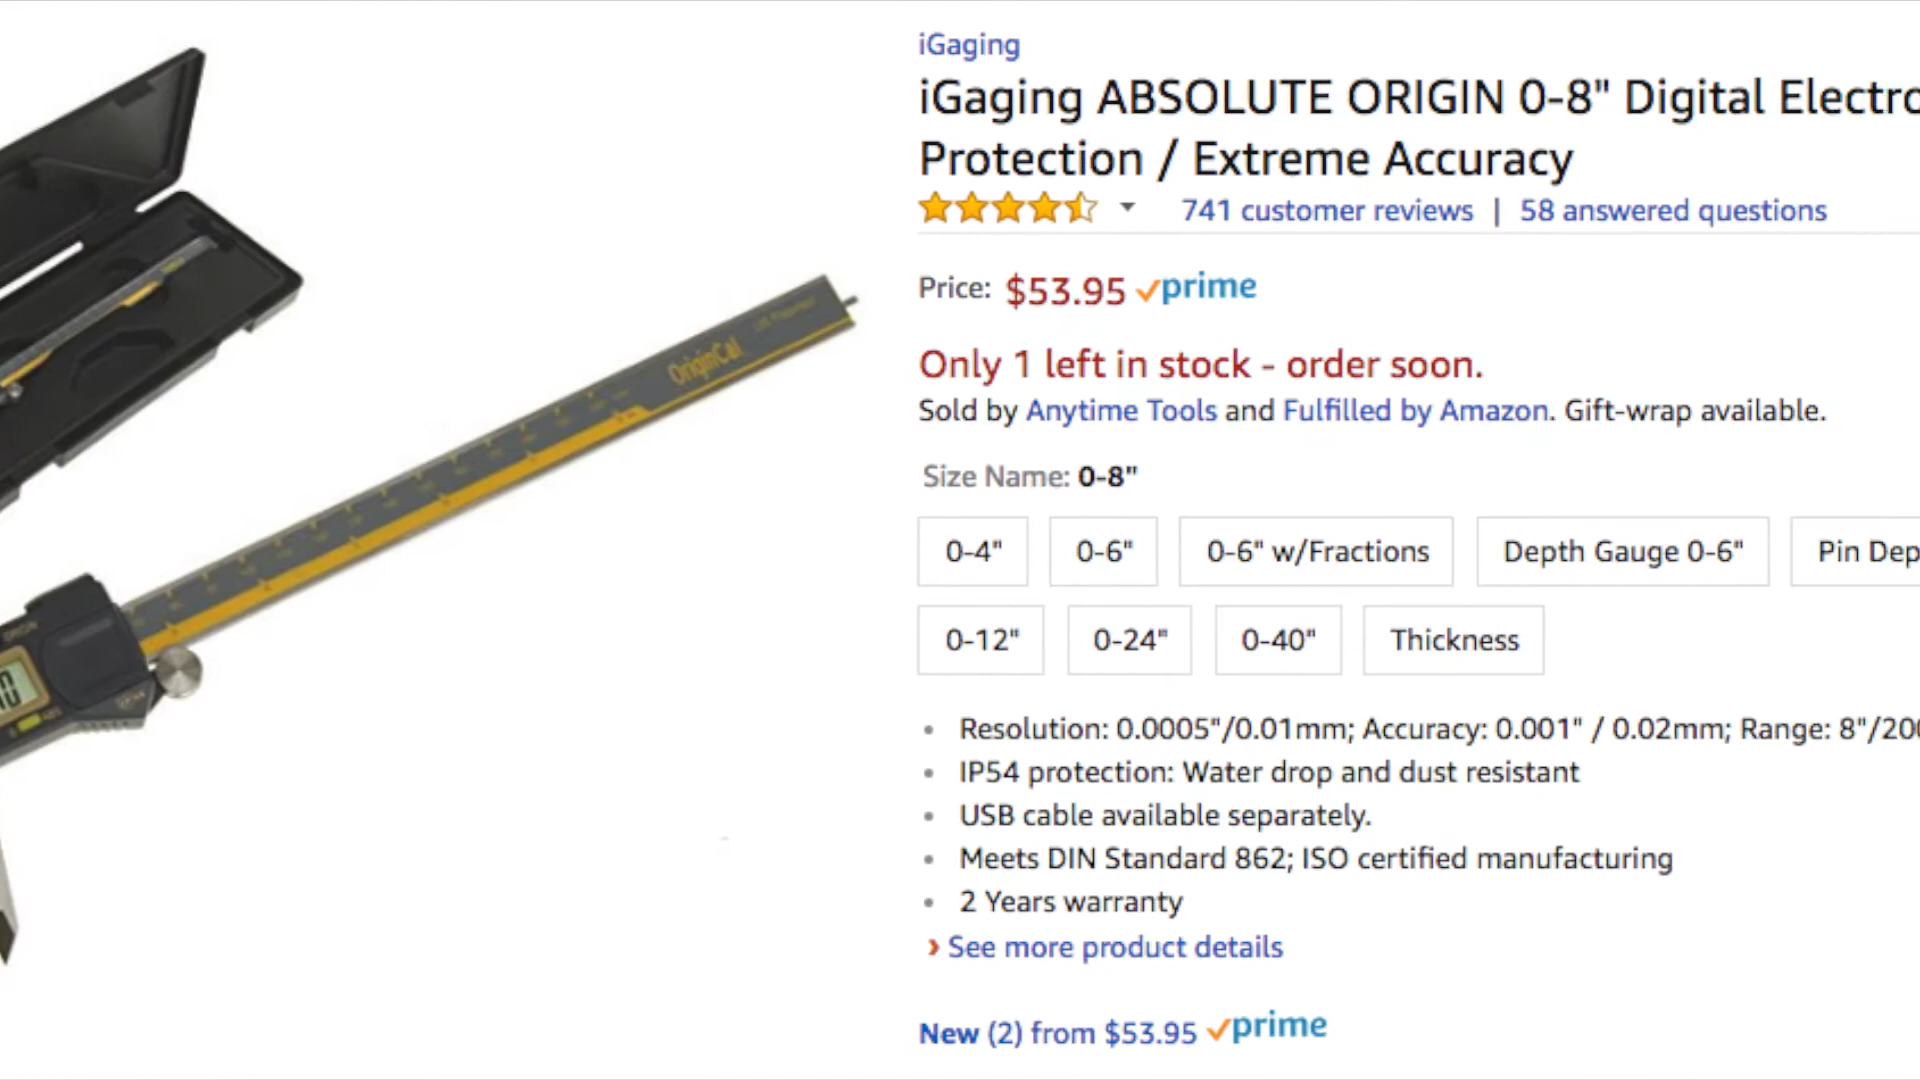 iGaging
iGaging ABSOLUTE ORIGIN 0-8" Digital Electro
Protection / Extreme Accuracy
741 customer reviews | 58 answered questions
Price: $53.95 prime
Only 1 left in stock - order soon.
Sold by Anytime Tools and Fulfilled by Amazon. Gift-wrap available.
Size Name: 0-8"
0-4" 0-6" 0-6" w/Fractions Depth Gauge 0-6" Pin Dep
0-12" 0-24" 0-40" Thickness
Resolution: 0.0005"/0.01mm; Accuracy: 0.001" / 0.02mm; Range: 8"/200
IP54 protection: Water drop and dust resistant
USB cable available separately.
Meets DIN Standard 862; ISO certified manufacturing
2 Years warranty
› See more product details
New (2) from $53.95 prime
OriginCal